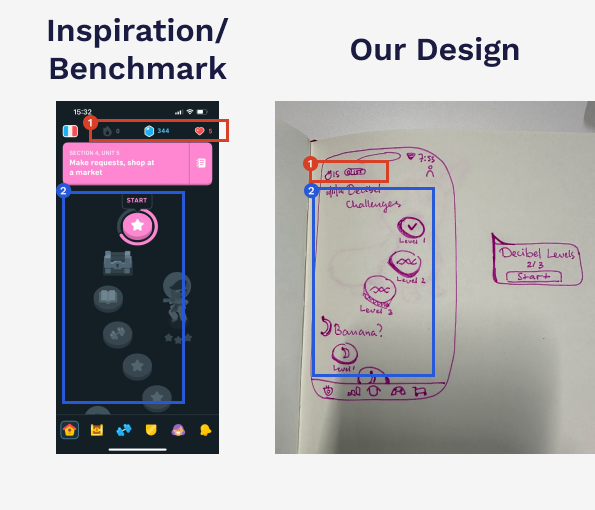 Inspiration/
Benchmark
Our Design
15:32
1
0
344
5
SECTION 4, UNIT 5
Make requests, shop at
a market
2
START
7:55
1
15
2
Decibel
Challenges
Level 1
Level 2
Level 3
Banana?
Level 1
Decibel Levels
2/3
Start